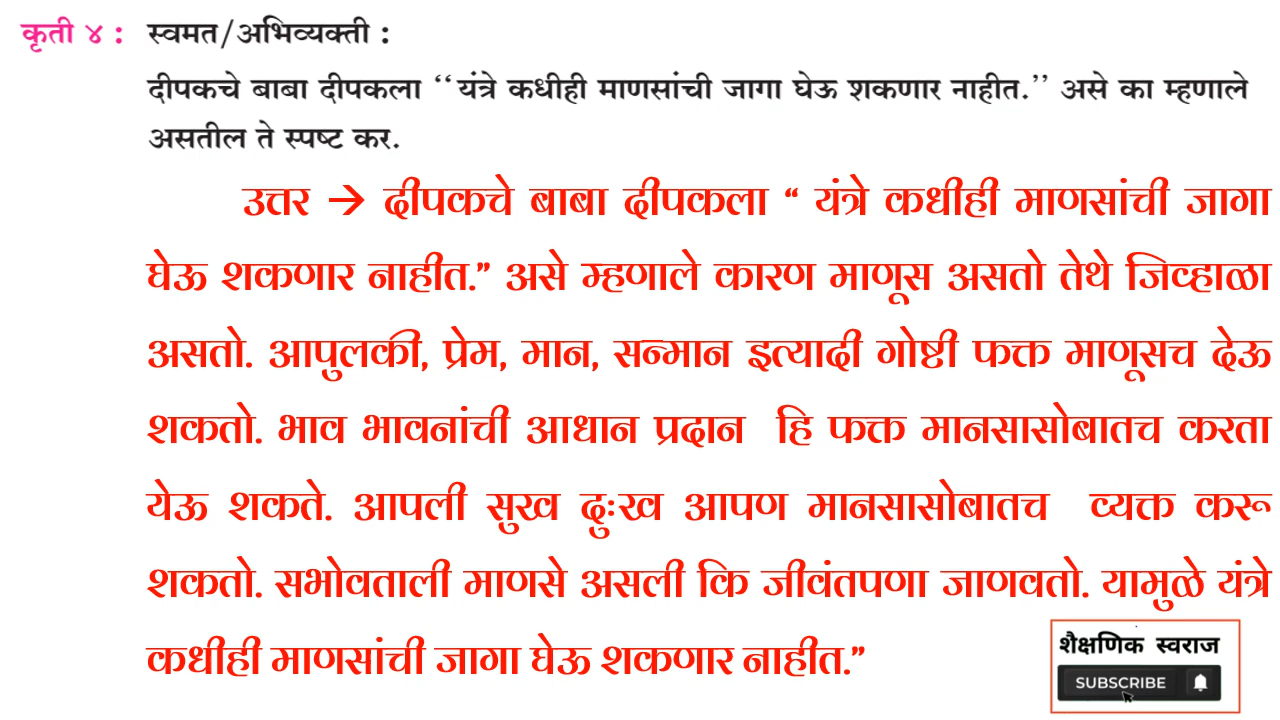 कृती ४ : स्वमत/अभिव्यक्ती :
दीपकचे बाबा दीपकला ‘‘यंत्रे कधीही माणसांची जागा घेऊ शकणार नाहीत.’’ असे का म्हणाले
असतील ते स्पष्ट कर.
उत्तर → दीपकचे बाबा दीपकला “ यंत्रे कधीही माणसांची जागा
घेऊ शकणार नाहीत.” असे म्हणाले कारण माणूस असतो तेथे जिव्हाळा
असतो. आपुलकी, प्रेम, मान, सन्मान इत्यादी गोष्टी फक्त माणूसच देऊ
शकतो. भाव भावनांची आधान प्रदान हि फक्त मानसासोबातच करता
येऊ शकते. आपली सुख दुःख आपण मानसासोबातच व्यक्त करू
शकतो. सभोवताली माणसे असली कि जीवंतपणा जाणवतो. यामुळे यंत्रे
कधीही माणसांची जागा घेऊ शकणार नाहीत.”
शैक्षणिक स्वराज
SUBSCRIBE